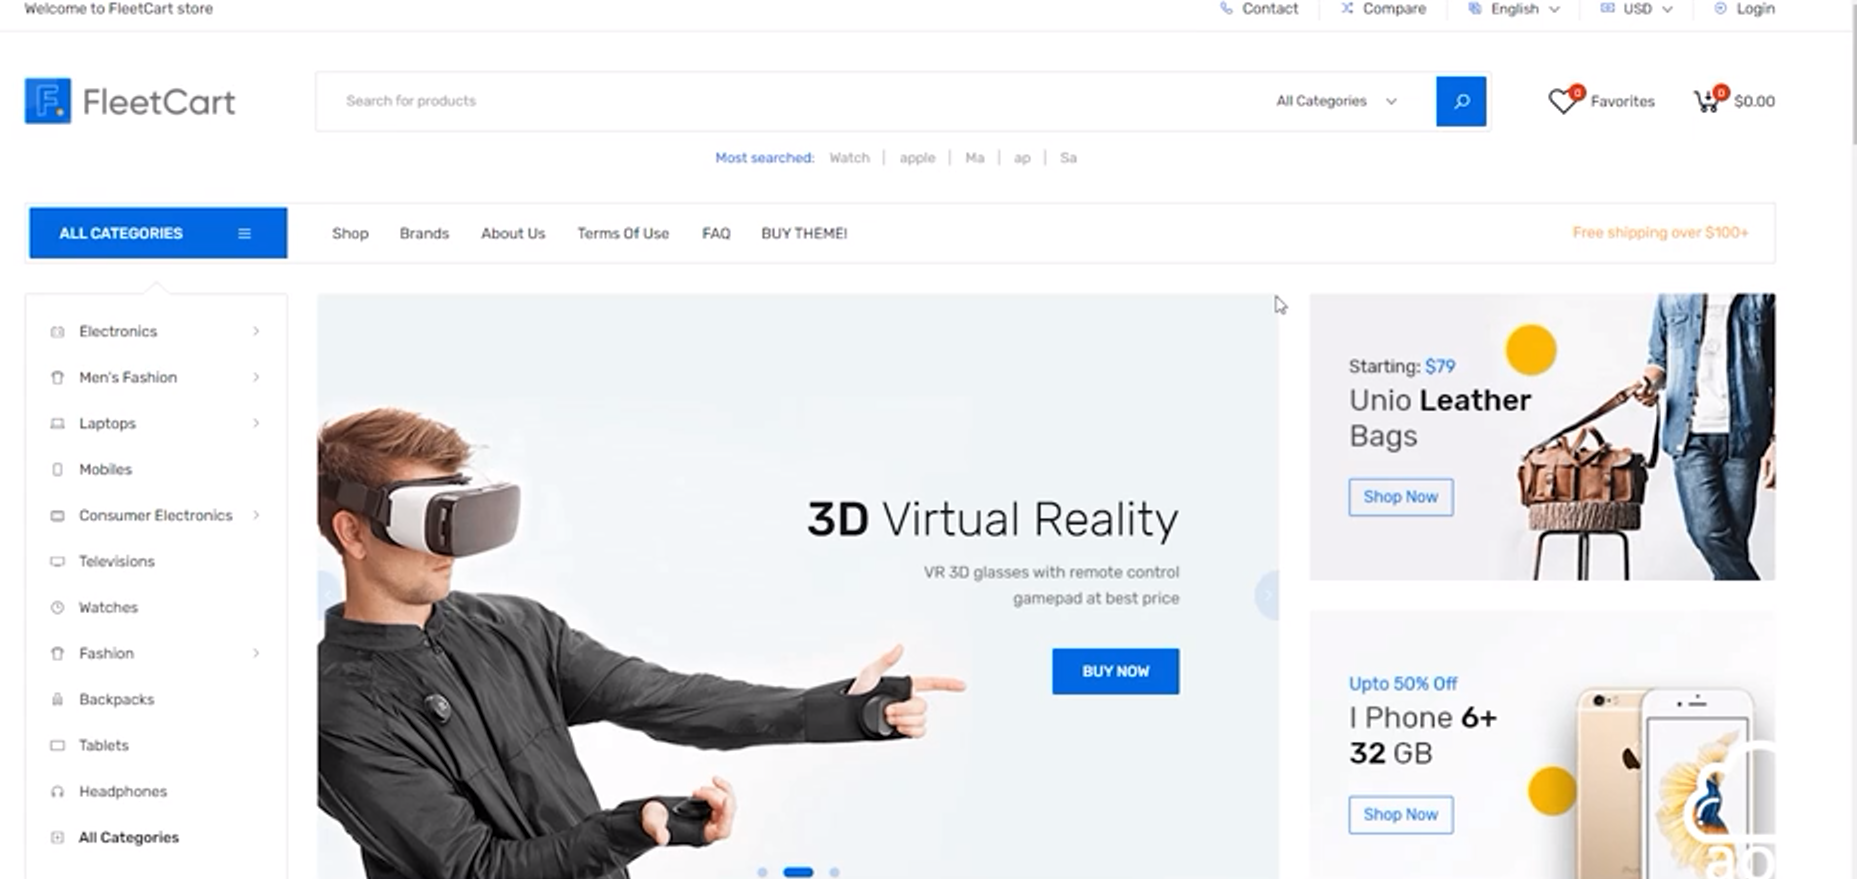 Welcome to FleetCart store
Contact
Compare
English
USD
Login
F.
FleetCart
Search for products
All Categories
0
Favorites
0
$0.00
Most searched: Watch | apple | Ma | ap | Sa
ALL CATEGORIES
Shop
Brands
About Us
Terms Of Use
FAQ
BUY THEME!
Free shipping over $100+
Electronics
Men's Fashion
Laptops
Mobiles
Consumer Electronics
Televisions
Watches
Fashion
Backpacks
Tablets
Headphones
All Categories
3D Virtual Reality
VR 3D glasses with remote control
gamepad at best price
BUY NOW
Starting: $79
Unio Leather
Bags
Shop Now
Upto 50% Off
I Phone 6+
32 GB
Shop Now